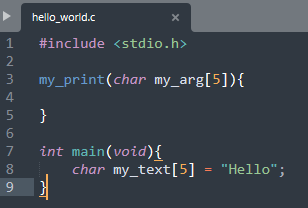 hello_world.c ×
1 #include <stdio.h>
2
3 my_print(char my_arg[5]){
4
5 }
6
7 int main(void){
8     char my_text[5] = "Hello";
9 }